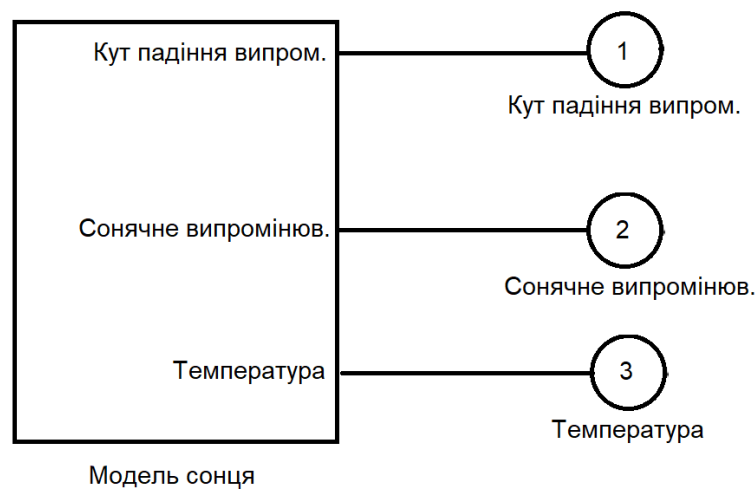 Кут падіння випром.
1
Кут падіння випром.
Сонячне випромінюв.
2
Сонячне випромінюв.
Температура
3
Температура
Модель сонця